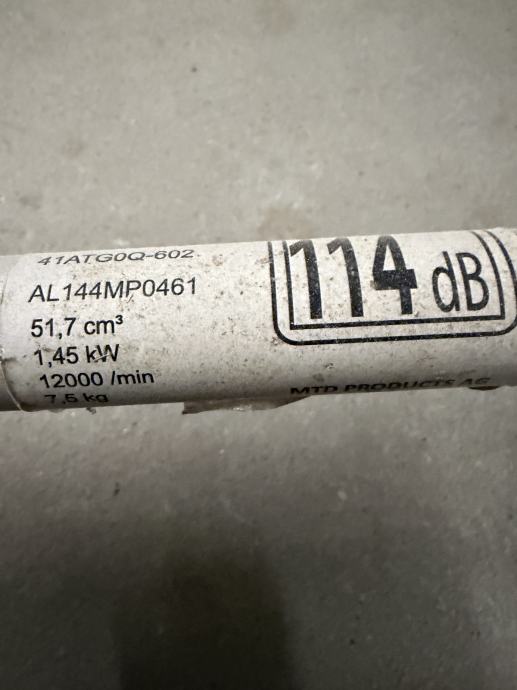 41ATG0Q-602
AL144MP0461
51,7 cm³
1,45 kW
12000 /min
7,5 kg
114 dB
MTD PRODUCTS AG